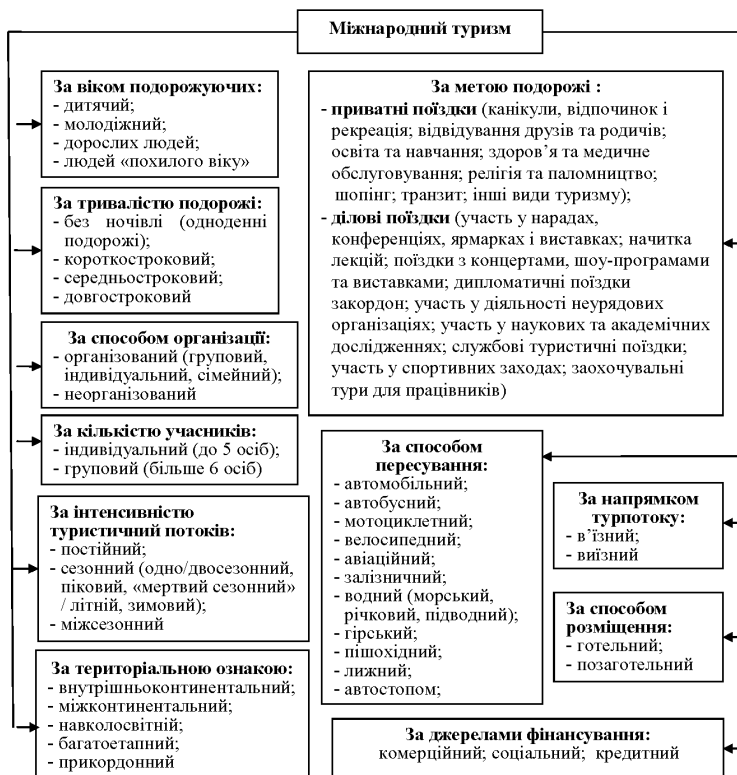 Міжнародний туризм
За віком подорожуючих:
- дитячий;
- молодіжний;
- дорослих людей;
- людей «похилого віку»
За тривалістю подорожі:
- без ночівлі (одноденні
подорожі);
- короткостроковий;
- середньостроковий;
- довгостроковий
За способом організації:
- організований (груповий,
індивідуальний, сімейний);
- неорганізований
За кількістю учасників:
- індивідуальний (до 5 осіб);
- груповий (більше 6 осіб)
За інтенсивністю
туристичний потоків:
- постійний;
- сезонний (одно/двосезонний,
піковий, «мертвий сезонний»
/ літній, зимовий);
- міжсезонний
За територіальною ознакою:
- внутрішньоконтинентальний;
- міжконтинентальний;
- навколосвітній;
- багатоетапний;
- прикордонний
За метою подорожі :
- приватні поїздки (канікули, відпочинок і
рекреація; відвідування друзів та родичів;
освіта та навчання; здоров’я та медичне
обслуговування; релігія та паломництво;
шопінг; транзит; інші види туризму);
- ділові поїздки (участь у нарадах,
конференціях, ярмарках і виставках; начитка
лекцій; поїздки з концертами, шоу-програмами
та виставками; дипломатичні поїздки
закордон; участь у діяльності неурядових
організаціях; участь у наукових та академічних
дослідженнях; службові туристичні поїздки;
участь у спортивних заходах; заохочувальні
тури для працівників)
За способом
пересування:
- автомобільний;
- автобусний;
- мотоциклетний;
- велосипедний;
- авіаційний;
- залізничний;
- водний (морський,
річковий, підводний);
- гірський;
- пішохідний;
- лижний;
- автостопом;
За напрямком
турпотоку:
- в’їзний;
- виїзний
За способом
розміщення:
- готельний;
- позаготельний
За джерелами фінансування:
комерційний; соціальний; кредитний